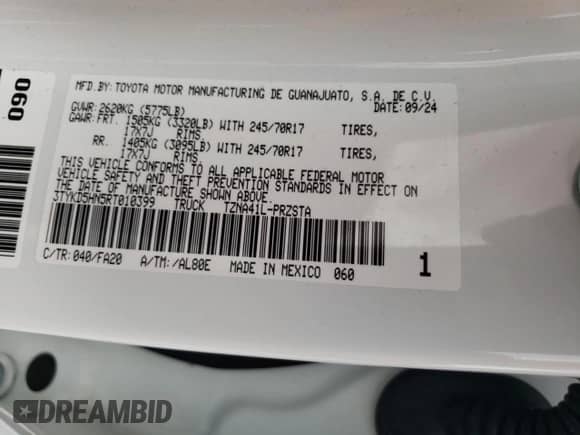 060
MFD.BY: TOYOTA MOTOR MANUFACTURING DE GUANAJUATO, S.A. DE C.V.
GVWR: 2620KG (5775LB) DATE: 09/24
GAWR: FRT. 1505KG (3320LB) WITH 245/70R17 TIRES,
17X7J RIMS
RR. 1405KG (3095LB) WITH 245/70R17 TIRES,
17X7J RIMS
THIS VEHICLE CONFORMS TO ALL APPLICABLE FEDERAL MOTOR
VEHICLE SAFETY AND THEFT PREVENTION STANDARDS IN EFFECT ON
THE DATE OF MANUFACTURE SHOWN ABOVE.
3TYKD5HN5RT010399 TRUCK TZNA41L-PRZSTA
C/TR: 040/FA20 A/TM: /AL80E MADE IN MEXICO 060
1
DREAMBID